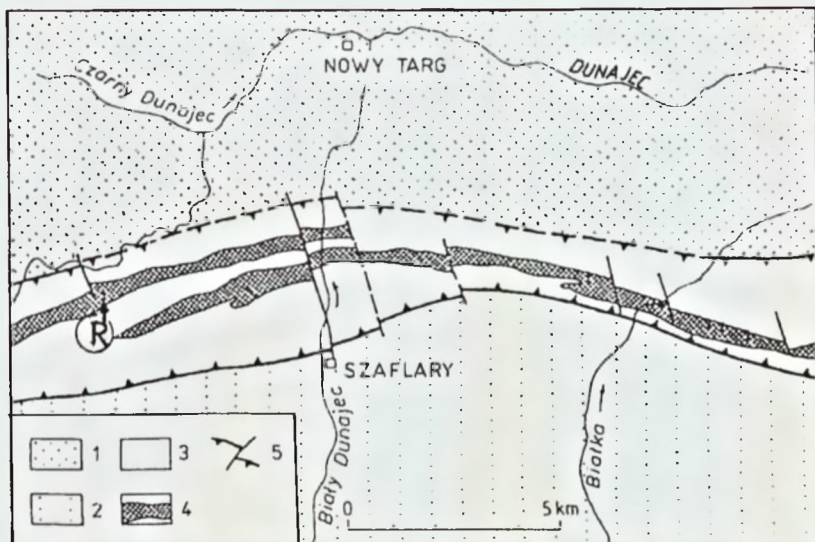 NOWY TARG
Czarny Dunajec
DUNAJEC
R
SZAFLARY
Biały Dunajec
Białka
1
3
5
2
4
0
5 km